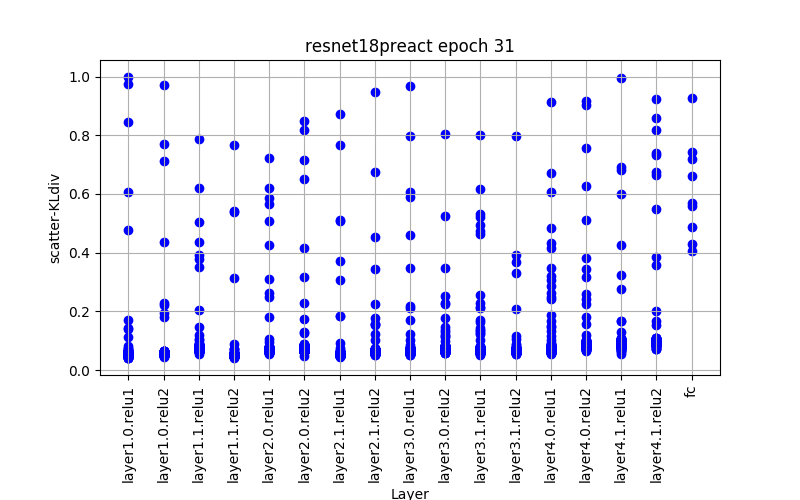 resnet18preact epoch 31
scatter-KLdiv
1.0
0.8
0.6
0.4
0.2
0.0
layer1.0.relu1
layer1.0.relu2
layer1.1.relu1
layer1.1.relu2
layer2.0.relu1
layer2.0.relu2
layer2.1.relu1
layer2.1.relu2
layer3.0.relu1
layer3.0.relu2
layer3.1.relu1
layer3.1.relu2
layer4.0.relu1
layer4.0.relu2
layer4.1.relu1
layer4.1.relu2
fc
Layer